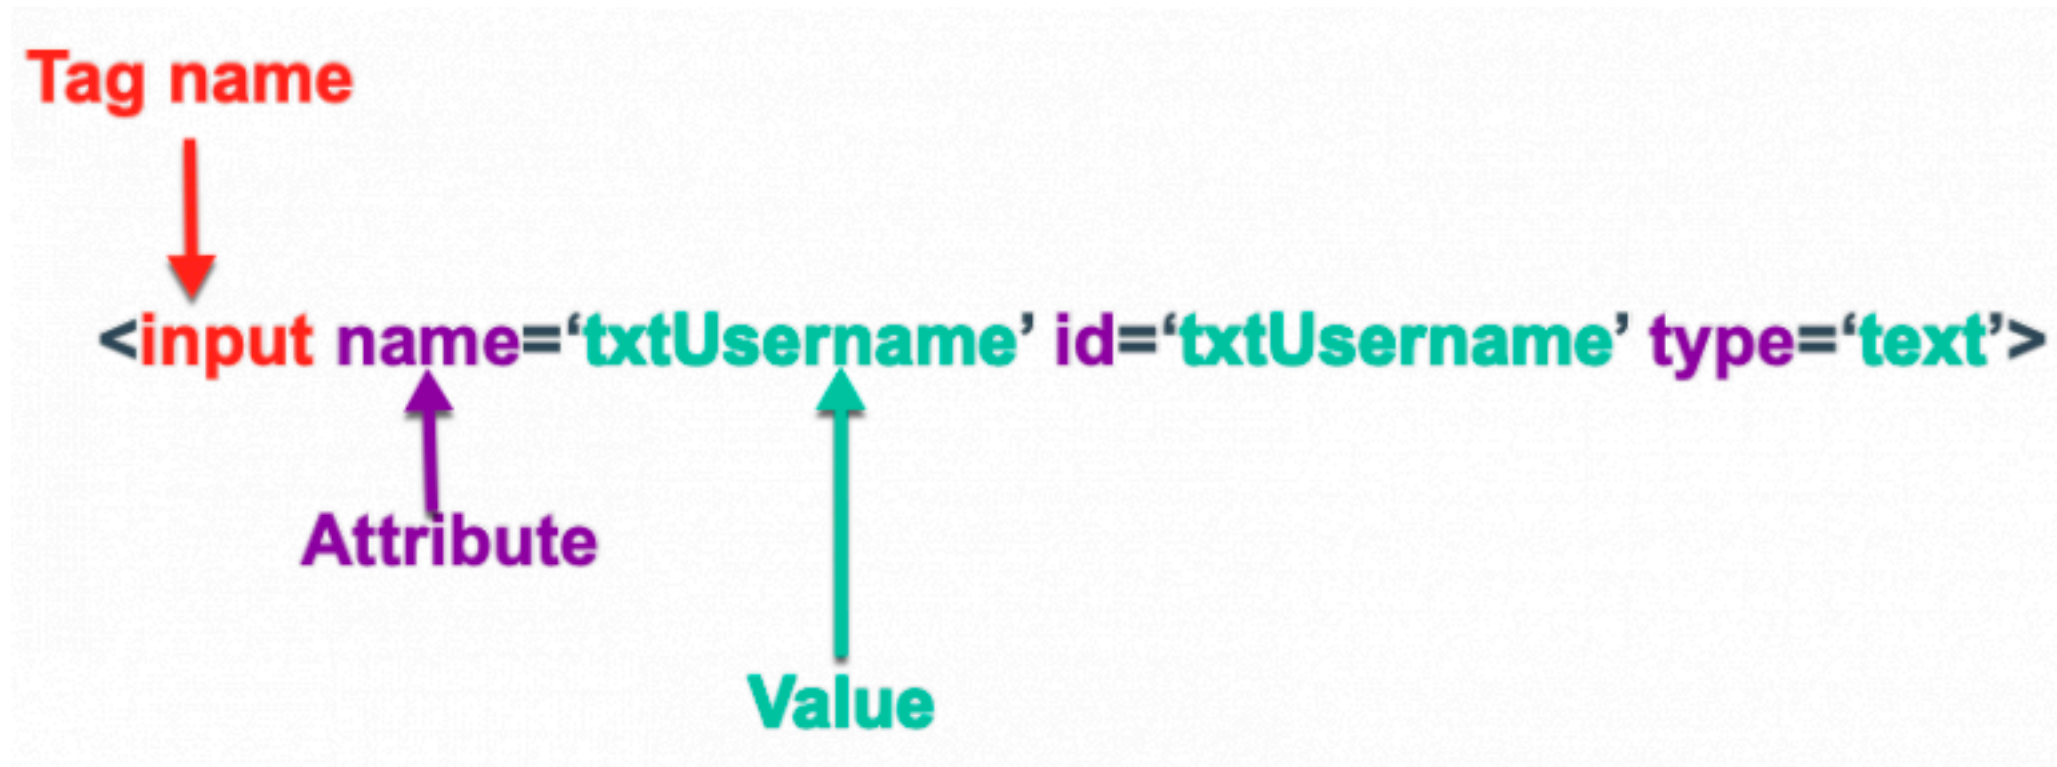 Tag name
<input name=‘txtUsername’ id=‘txtUsername’ type=‘text’>
Attribute
Value